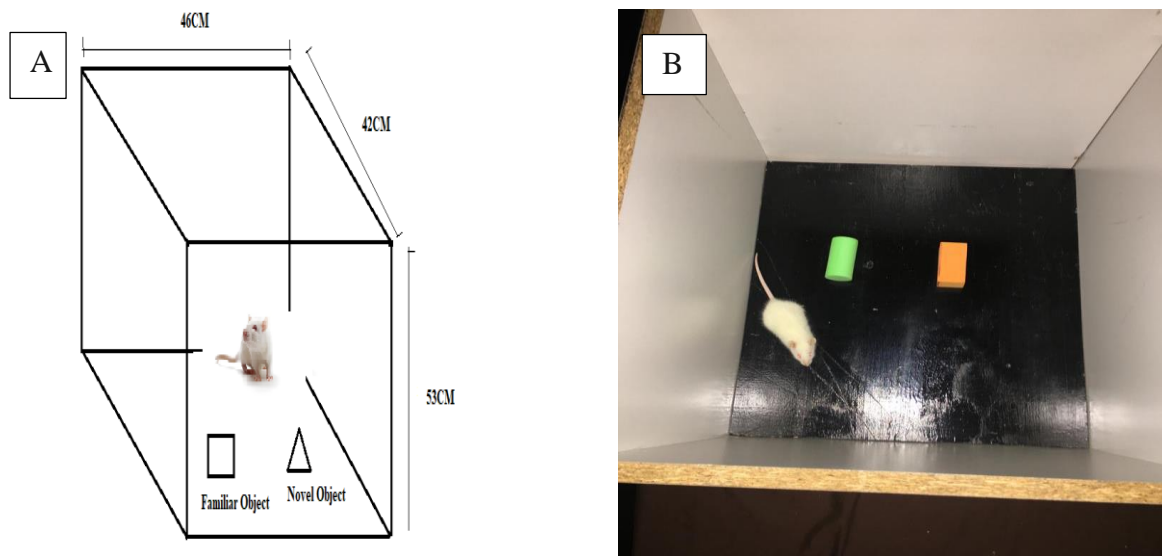 46CM
A
42CM
53CM
Familiar Object
Novel Object
B